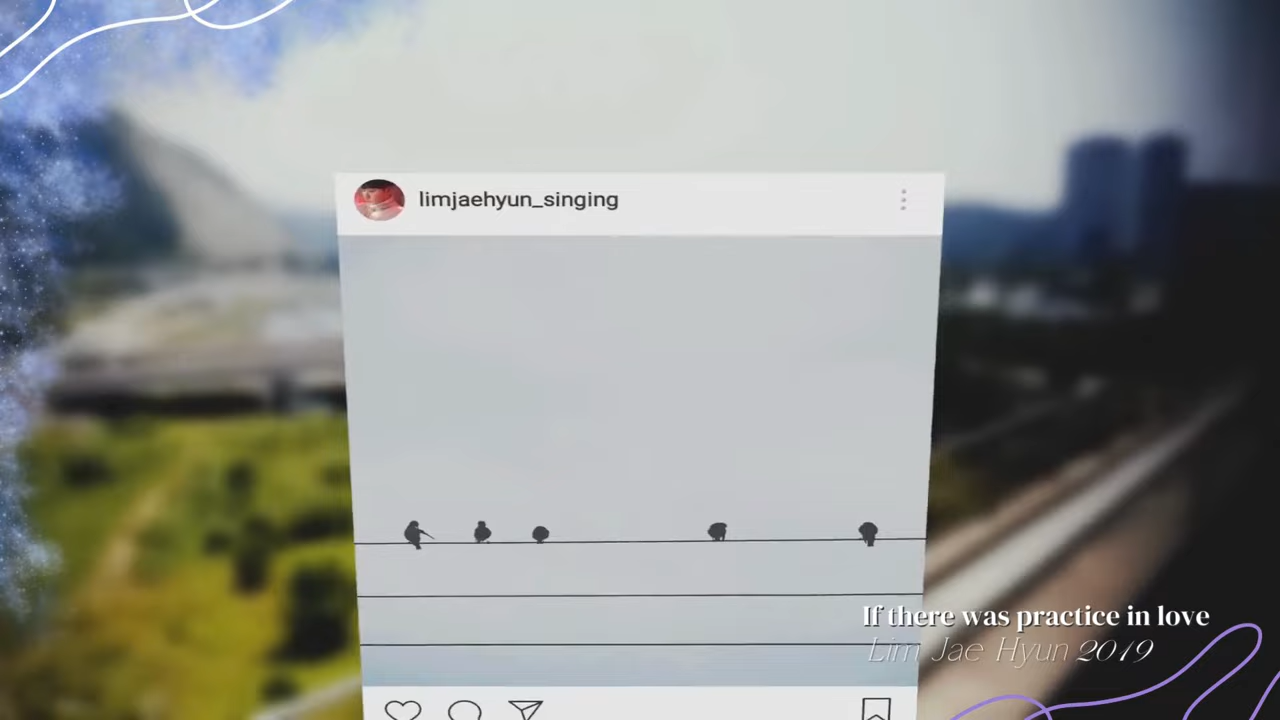 limjaehyun_singing
If there was practice in love
Lim Jae Hyun 2019